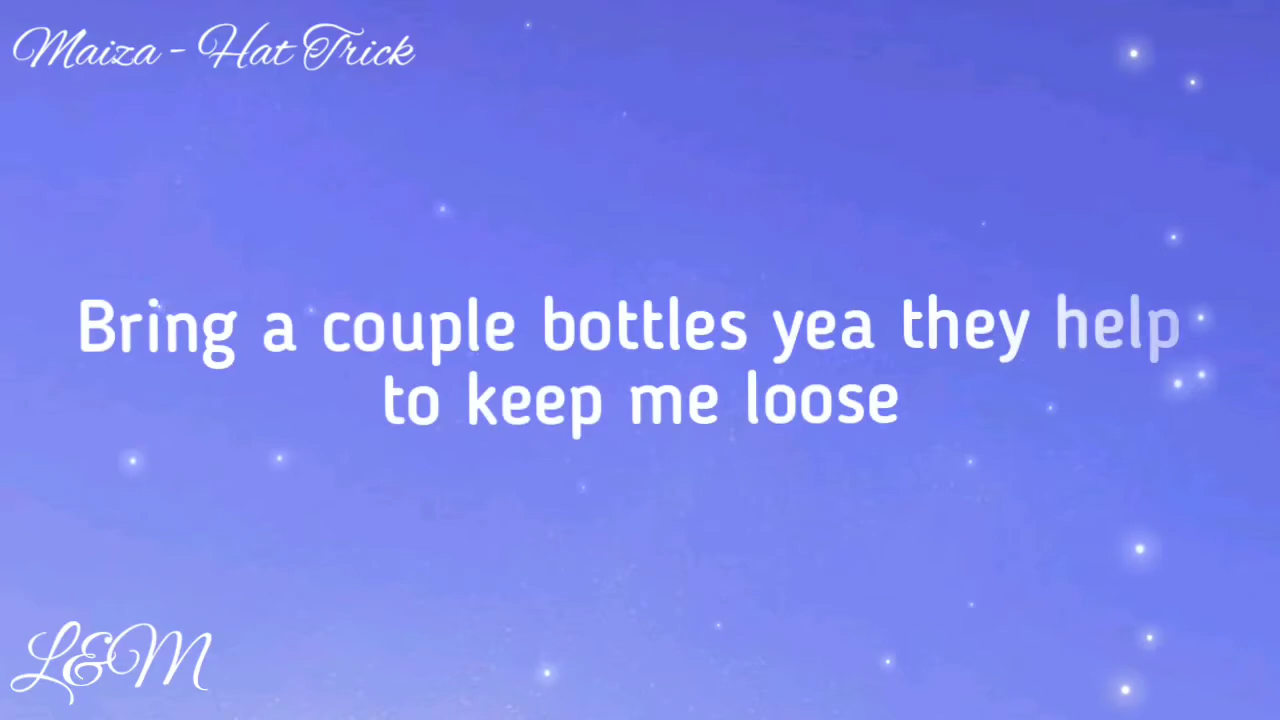 Maiza - Hat Trick
Bring a couple bottles yea they help
to keep me loose
L&M